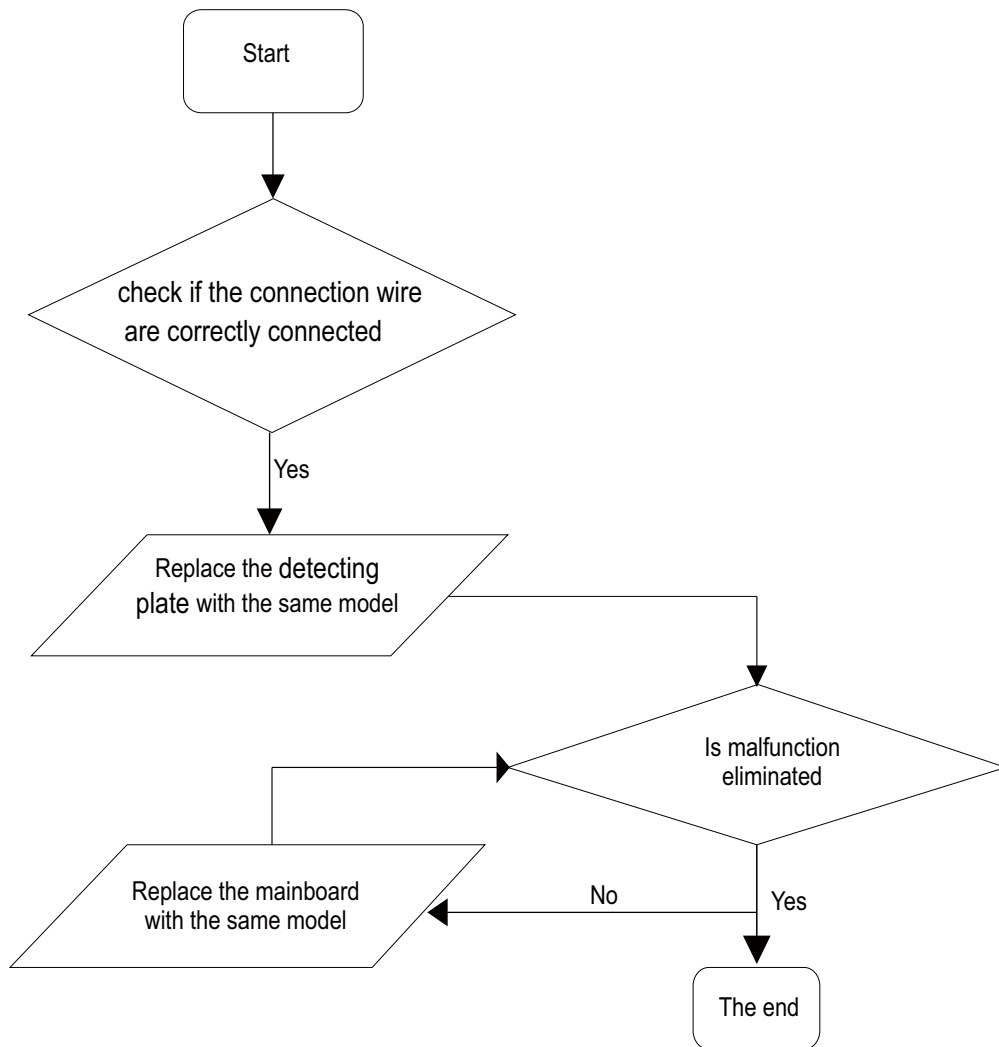 Start
check if the connection wire
are correctly connected
Yes
Replace the detecting
plate with the same model
Is malfunction
eliminated
Replace the mainboard
with the same model
No
Yes
The end